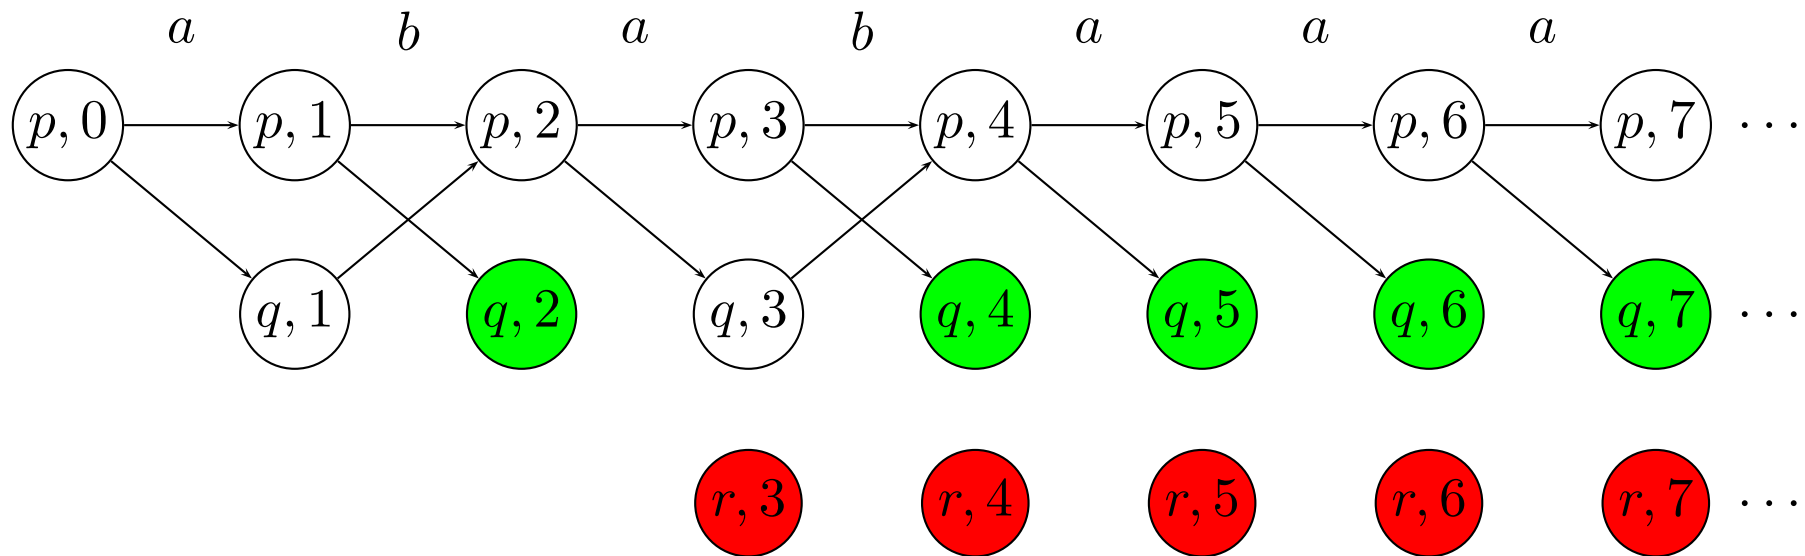 a b a b a a a
p, 0 p, 1 p, 2 p, 3 p, 4 p, 5 p, 6 p, 7 ···
q, 1 q, 2 q, 3 q, 4 q, 5 q, 6 q, 7 ···
r, 3 r, 4 r, 5 r, 6 r, 7 ···